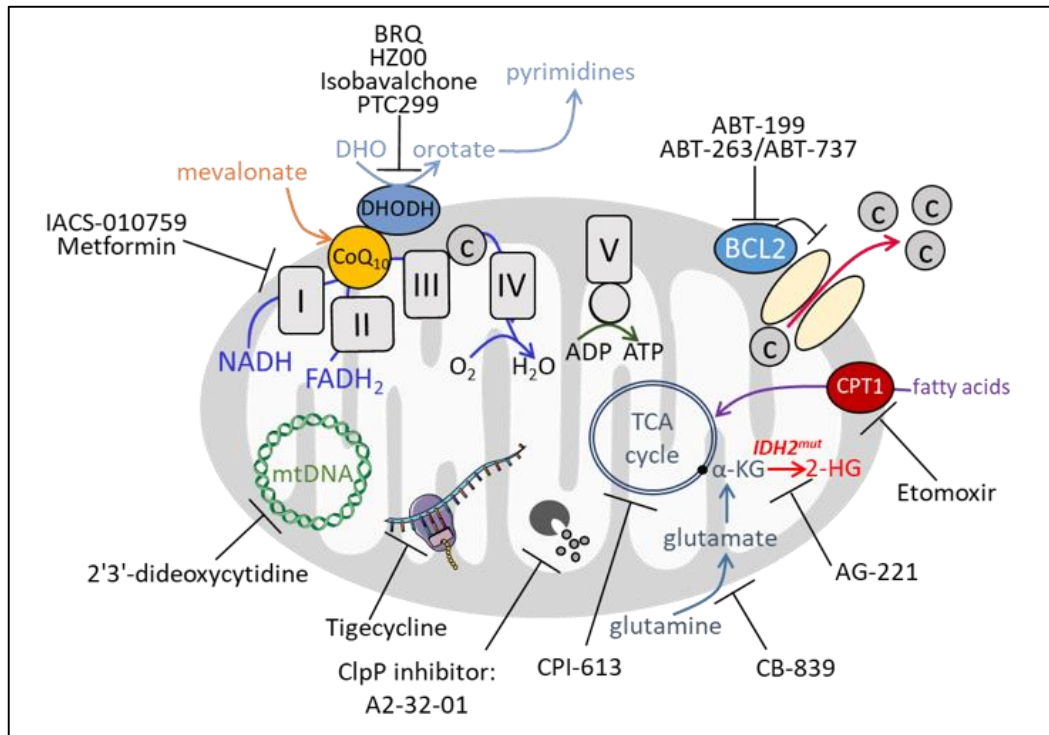 BRQ
HZ00
Isobavalchone
PTC299
pyrimidines
DHO
orotate
mevalonate
DHODH
IACS-010759
Metformin
CoQ10
I
II
III
C
IV
V
NADH
FADH2
O2
H2O
ADP
ATP
ABT-199
ABT-263/ABT-737
BCL2
C
C
C
C
CPT1
fatty acids
TCA
cycle
IDH2mut
α-KG
2-HG
Etomoxir
mtDNA
glutamate
AG-221
2'3'-dideoxycytidine
Tigecycline
glutamine
ClpP inhibitor:
A2-32-01
CPI-613
CB-839